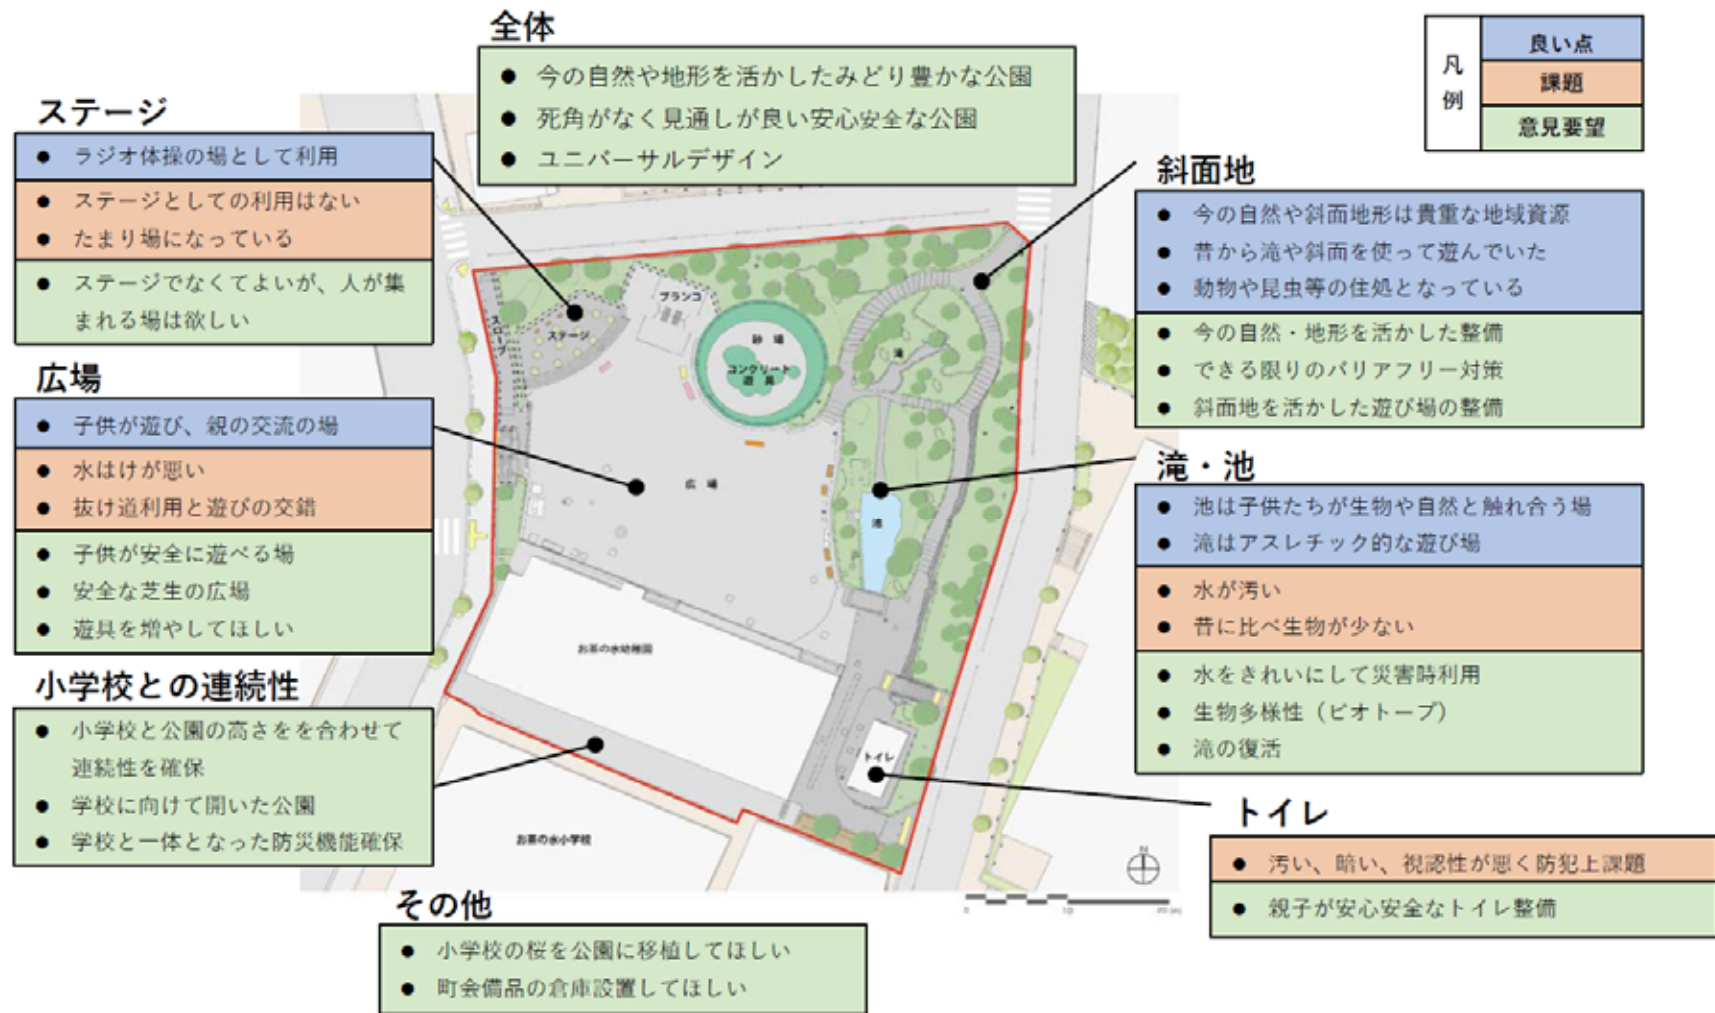 全体
● 今の自然や地形を活かしたみどり豊かな公園
● 死角がなく見通しが良い安心安全な公園
● ユニバーサルデザイン
凡例
良い点
課題
意見要望
ステージ
● ラジオ体操の場として利用
● ステージとしての利用はない
● たまり場になっている
● ステージでなくてよいが、人が集
まれる場は欲しい
広場
● 子供が遊び、親の交流の場
● 水はけが悪い
● 抜け道利用と遊びの交錯
● 子供が安全に遊べる場
● 安全な芝生の広場
● 遊具を増やしてほしい
小学校との連続性
● 小学校と公園の高さをを合わせて
連続性を確保
● 学校に向けて開いた公園
● 学校と一体となった防災機能確保
スロープ
ステージ
ブランコ
砂場
コンクリート
遊具
滝
広場
池
お茶の水幼稚園
トイレ
お茶の水小学校
斜面地
● 今の自然や斜面地形は貴重な地域資源
● 昔から滝や斜面を使って遊んでいた
● 動物や昆虫等の住処となっている
● 今の自然・地形を活かした整備
● できる限りのバリアフリー対策
● 斜面地を活かした遊び場の整備
滝・池
● 池は子供たちが生物や自然と触れ合う場
● 滝はアスレチック的な遊び場
● 水が汚い
● 昔に比べ生物が少ない
● 水をきれいにして災害時利用
● 生物多様性（ビオトープ）
● 滝の復活
トイレ
● 汚い、暗い、視認性が悪く防犯上課題
● 親子が安心安全なトイレ整備
N
0 10 20 (m)
その他
● 小学校の桜を公園に移植してほしい
● 町会備品の倉庫設置してほしい